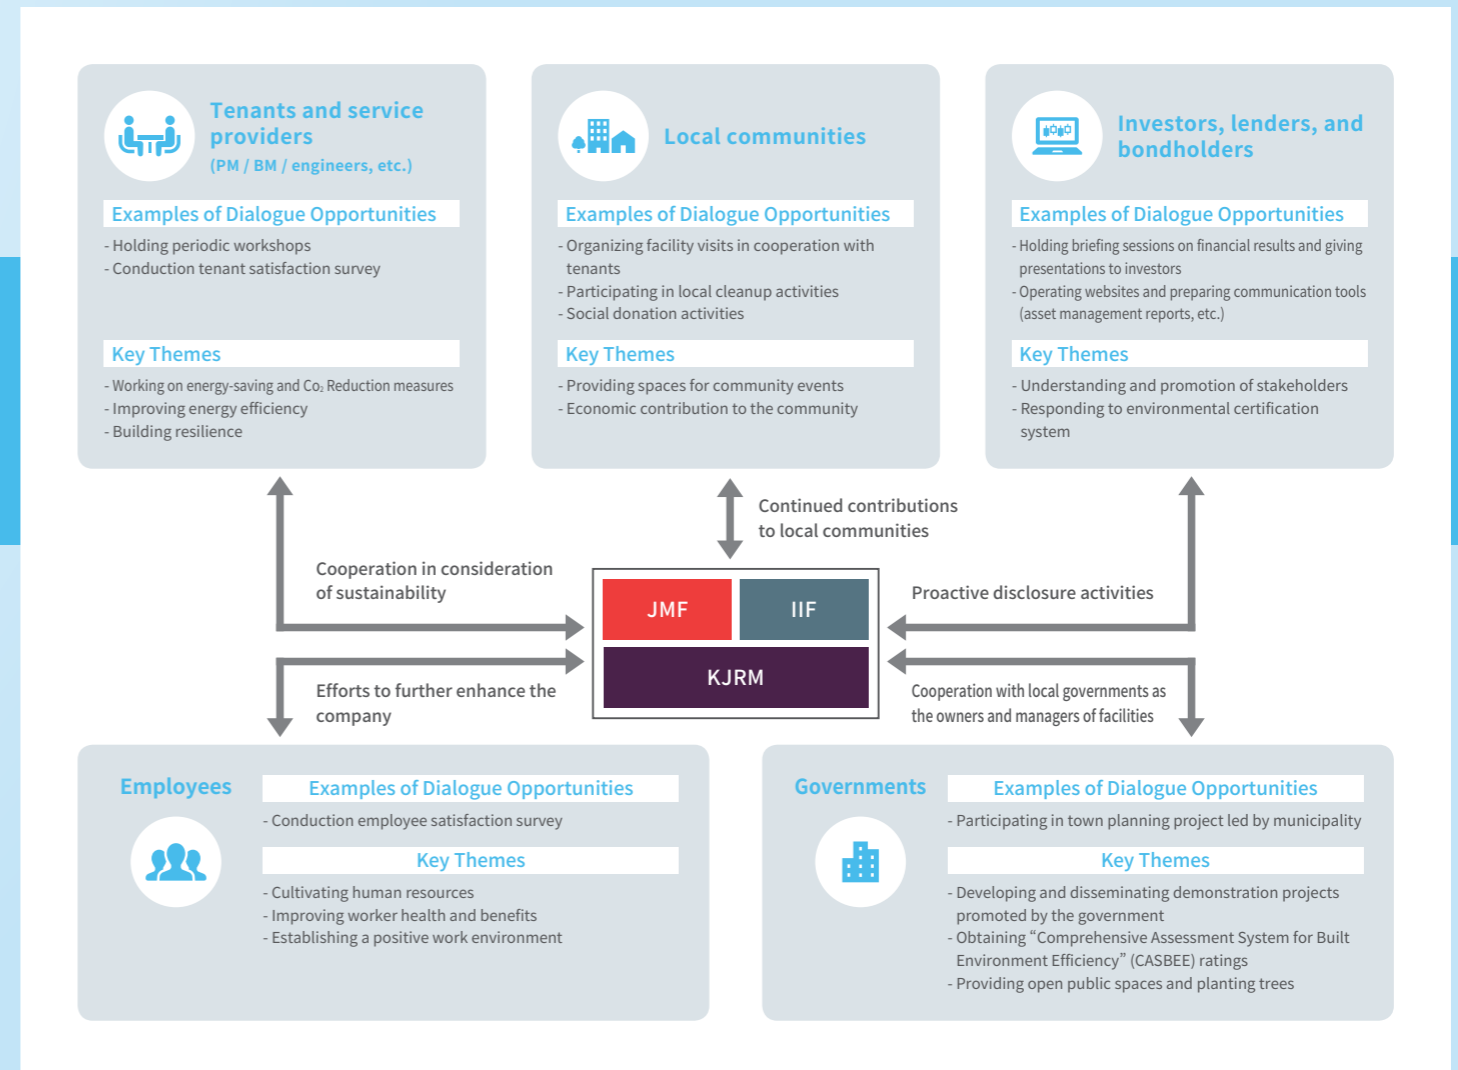 Tenants and service
providers
(PM / BM / engineers, etc.)
Examples of Dialogue Opportunities
- Holding periodic workshops
- Conduction tenant satisfaction survey
Key Themes
- Working on energy-saving and Co₂ Reduction measures
- Improving energy efficiency
- Building resilience
Local communities
Examples of Dialogue Opportunities
- Organizing facility visits in cooperation with
tenants
- Participating in local cleanup activities
- Social donation activities
Key Themes
- Providing spaces for community events
- Economic contribution to the community
Investors, lenders, and
bondholders
Examples of Dialogue Opportunities
- Holding briefing sessions on financial results and giving
presentations to investors
- Operating websites and preparing communication tools
(asset management reports, etc.)
Key Themes
- Understanding and promotion of stakeholders
- Responding to environmental certification
system
Continued contributions
to local communities
Cooperation in consideration
of sustainability
Proactive disclosure activities
JMF
IIF
KJRM
Efforts to further enhance the
company
Cooperation with local governments as
the owners and managers of facilities
Employees
Examples of Dialogue Opportunities
- Conduction employee satisfaction survey
Key Themes
- Cultivating human resources
- Improving worker health and benefits
- Establishing a positive work environment
Governments
Examples of Dialogue Opportunities
- Participating in town planning project led by municipality
Key Themes
- Developing and disseminating demonstration projects
promoted by the government
- Obtaining “Comprehensive Assessment System for Built
Environment Efficiency” (CASBEE) ratings
- Providing open public spaces and planting trees